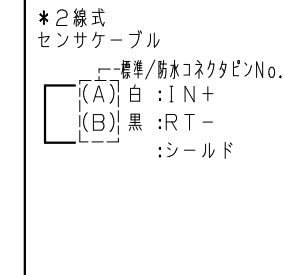 *2線式
センサケーブル
標準/防水コネクタピンNo.
(A) 白 :IN+
(B) 黒 :RT-
:シールド